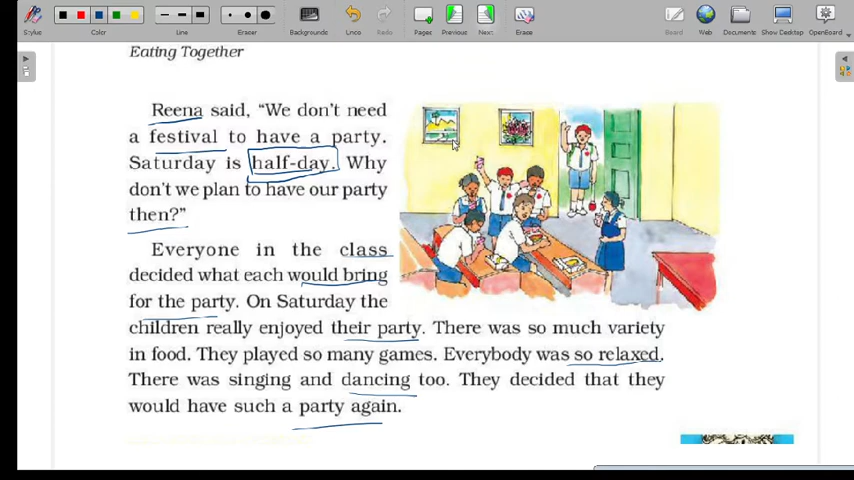 Stylus
Color
Line
Eraser
Backgrounds
Undo
Redo
Pages
Previous
Next
Erase
Board
Web
Documents
Show Desktop
OpenBoard
Eating Together
Reena said, “We don’t need
a festival to have a party.
Saturday is half-day. Why
don’t we plan to have our party
then?”
Everyone in the class
decided what each would bring
for the party. On Saturday the
children really enjoyed their party. There was so much variety
in food. They played so many games. Everybody was so relaxed.
There was singing and dancing too. They decided that they
would have such a party again.